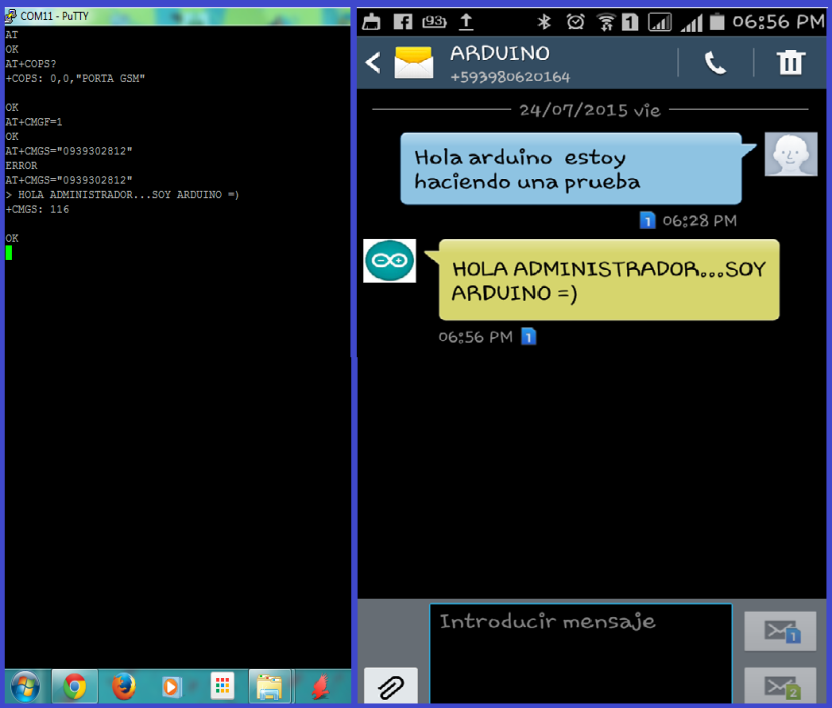 COM11 - PuTTY
AT
OK
AT+COPS?
+COPS: 0,0,"PORTA GSM"
OK
AT+CMGF=1
OK
AT+CMGS="0939302812"
ERROR
AT+CMGS="0939302812"
> HOLA ADMINISTRADOR...SOY ARDUINO =)
+CMGS: 116
OK
93
1
06:56 PM
ARDUINO
+593980620164
24/07/2015 vie
Hola arduino estoy
haciendo una prueba
1 06:28 PM
HOLA ADMINISTRADOR...SOY
ARDUINO =)
06:56 PM 1
Introducir mensaje
1
2